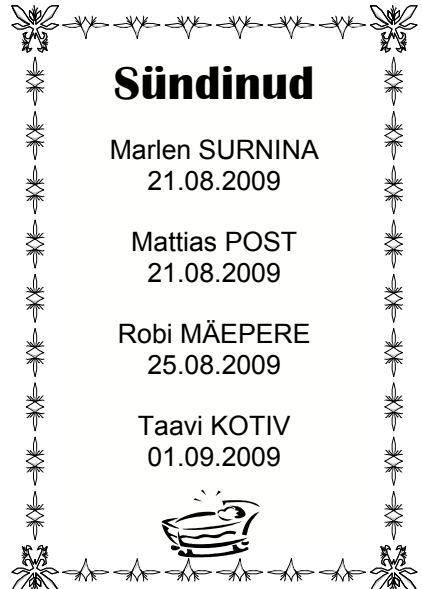 Sündinud
Marlen SURNINA
21.08.2009
Mattias POST
21.08.2009
Robi MÄEPERE
25.08.2009
Taavi KOTIV
01.09.2009